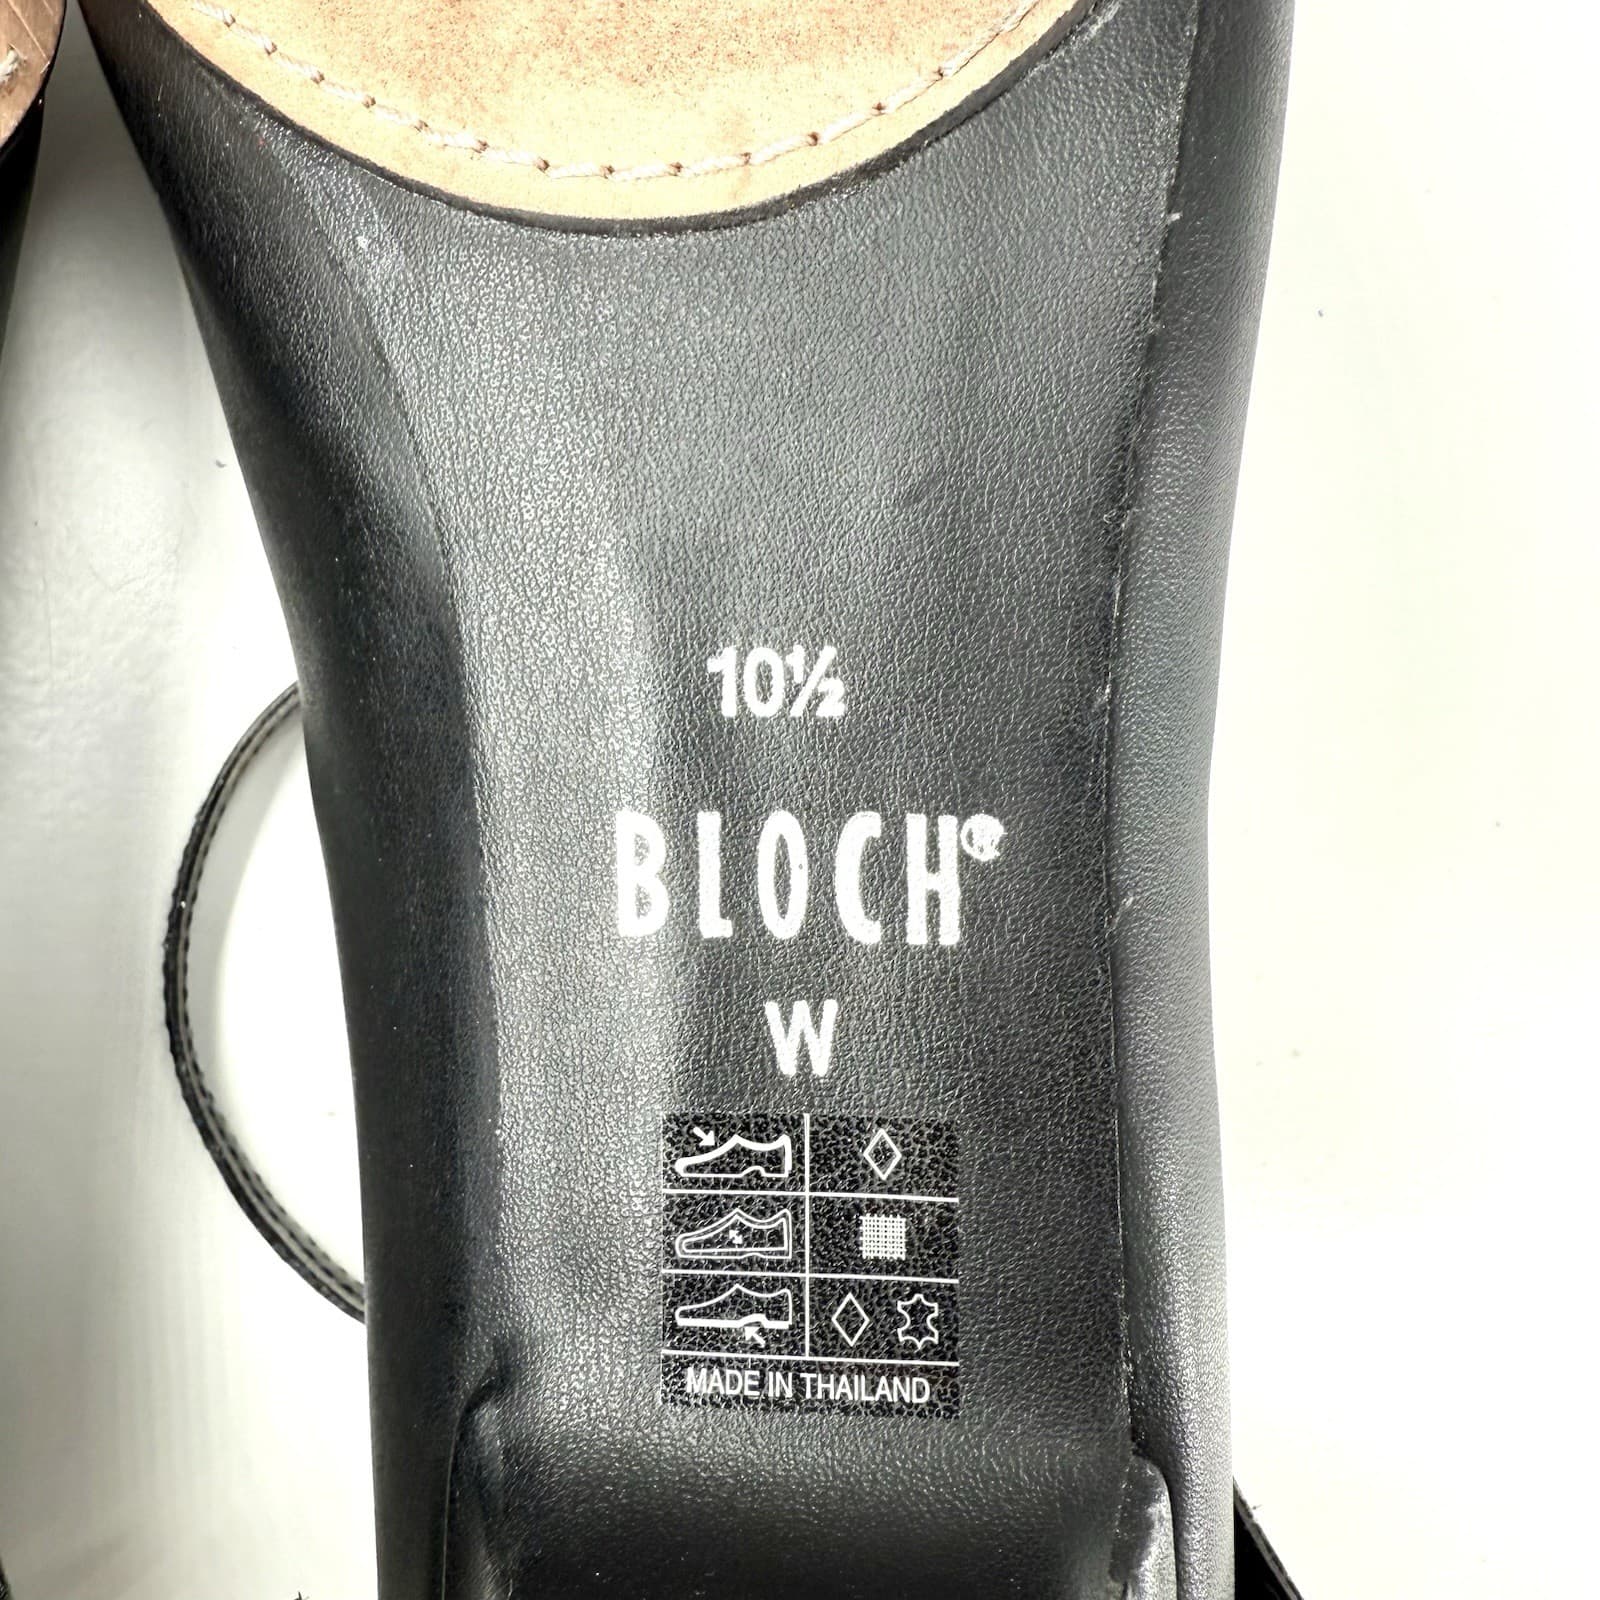 10½
BLOCH®
W
MADE IN THAILAND